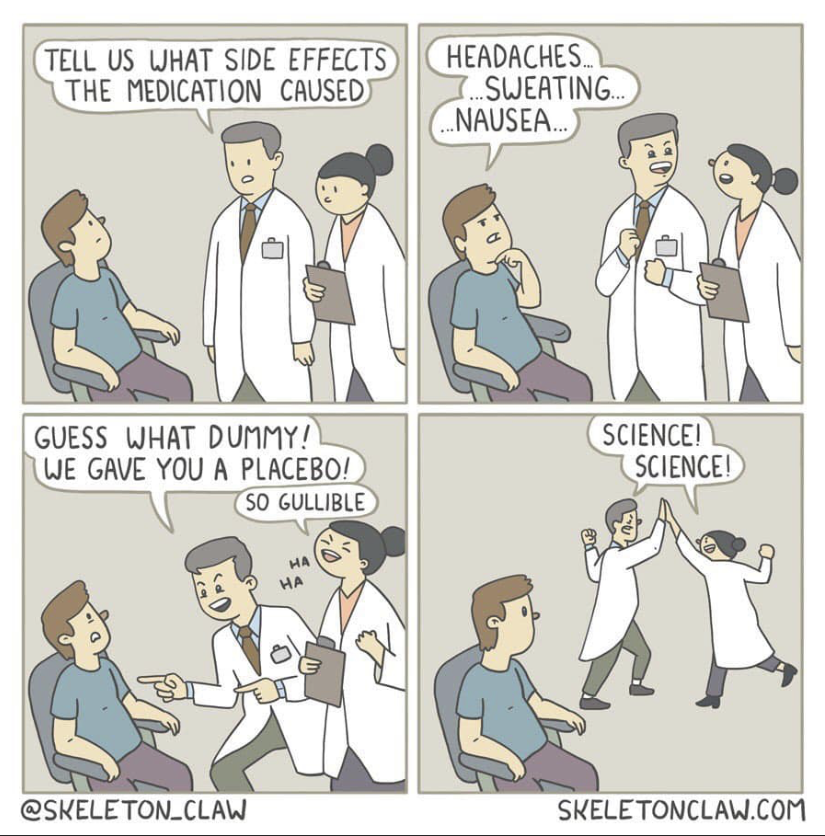 TELL US WHAT SIDE EFFECTS
THE MEDICATION CAUSED
HEADACHES...
...SWEATING...
...NAUSEA...
GUESS WHAT DUMMY!
WE GAVE YOU A PLACEBO!
SO GULLIBLE
HA
HA
SCIENCE!
SCIENCE!
@SKELETON_CLAW
SKELETONCLAW.COM